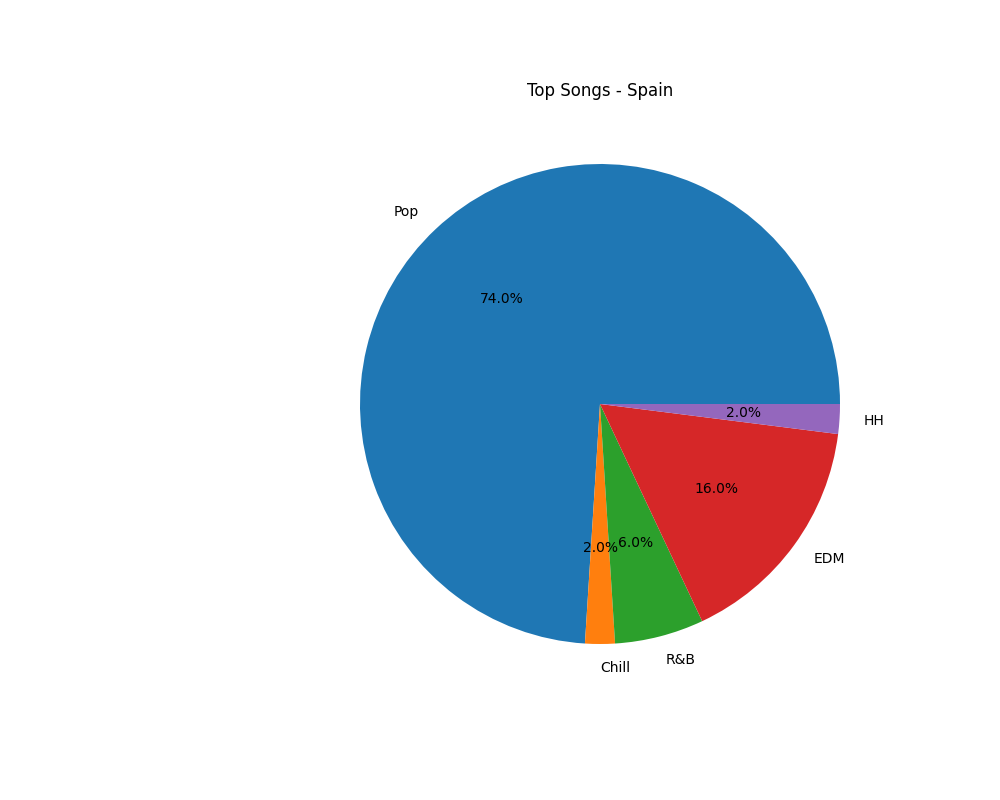 Top Songs - Spain
Pop
74.0%
2.0%
HH
16.0%
6.0%
2.0%
EDM
R&B
Chill